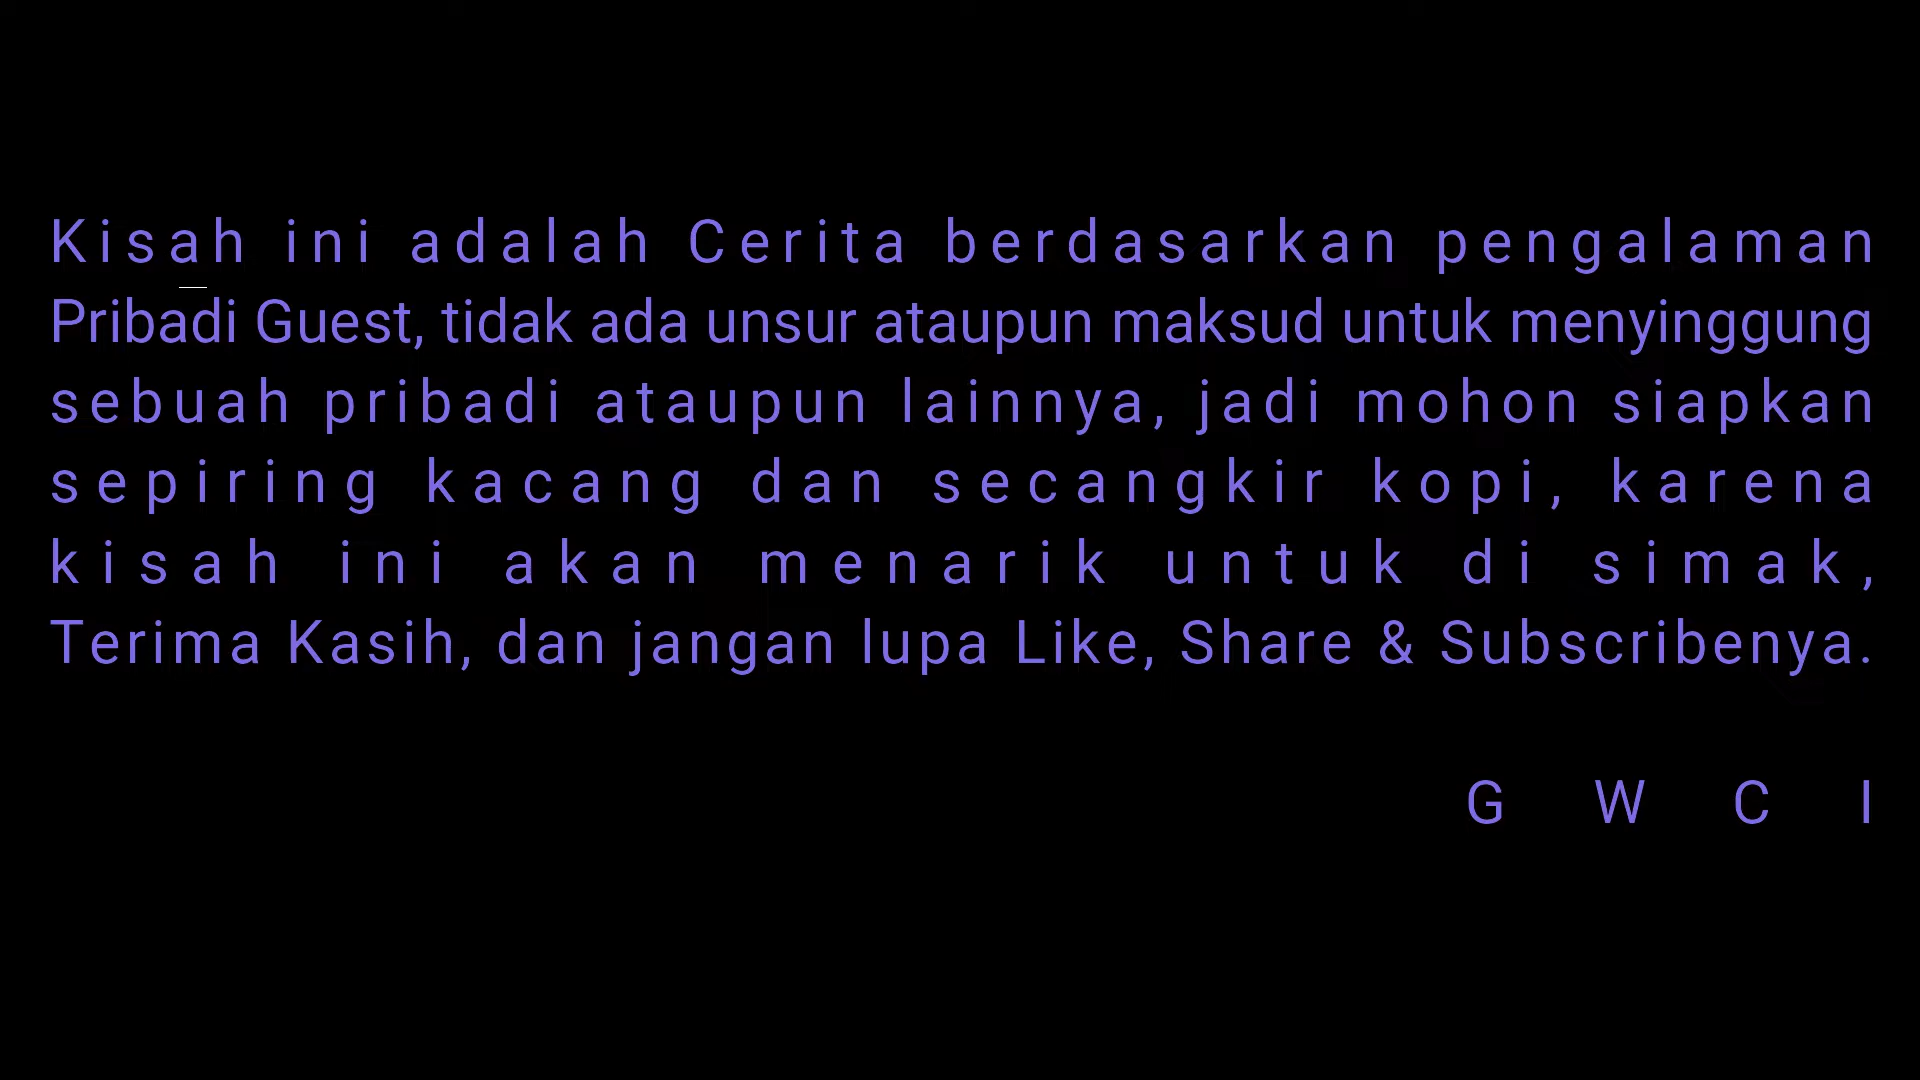 Kisah ini adalah Cerita berdasarkan pengalaman
Pribadi Guest, tidak ada unsur ataupun maksud untuk menyinggung
sebuah pribadi ataupun lainnya, jadi mohon siapkan
sepiring kacang dan secangkir kopi, karena
kisah ini akan menarik untuk di simak,
Terima Kasih, dan jangan lupa Like, Share & Subscribenya.
G W C I